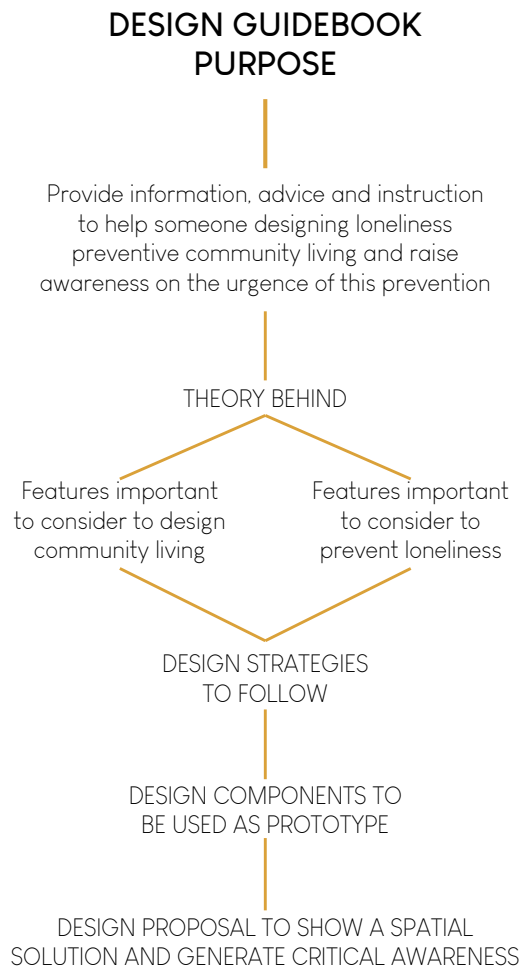 DESIGN GUIDEBOOK
PURPOSE
Provide information, advice and instruction
to help someone designing loneliness
preventive community living and raise
awareness on the urgence of this prevention
THEORY BEHIND
Features important
to consider to design
community living
Features important
to consider to
prevent loneliness
DESIGN STRATEGIES
TO FOLLOW
DESIGN COMPONENTS TO
BE USED AS PROTOTYPE
DESIGN PROPOSAL TO SHOW A SPATIAL
SOLUTION AND GENERATE CRITICAL AWARENESS